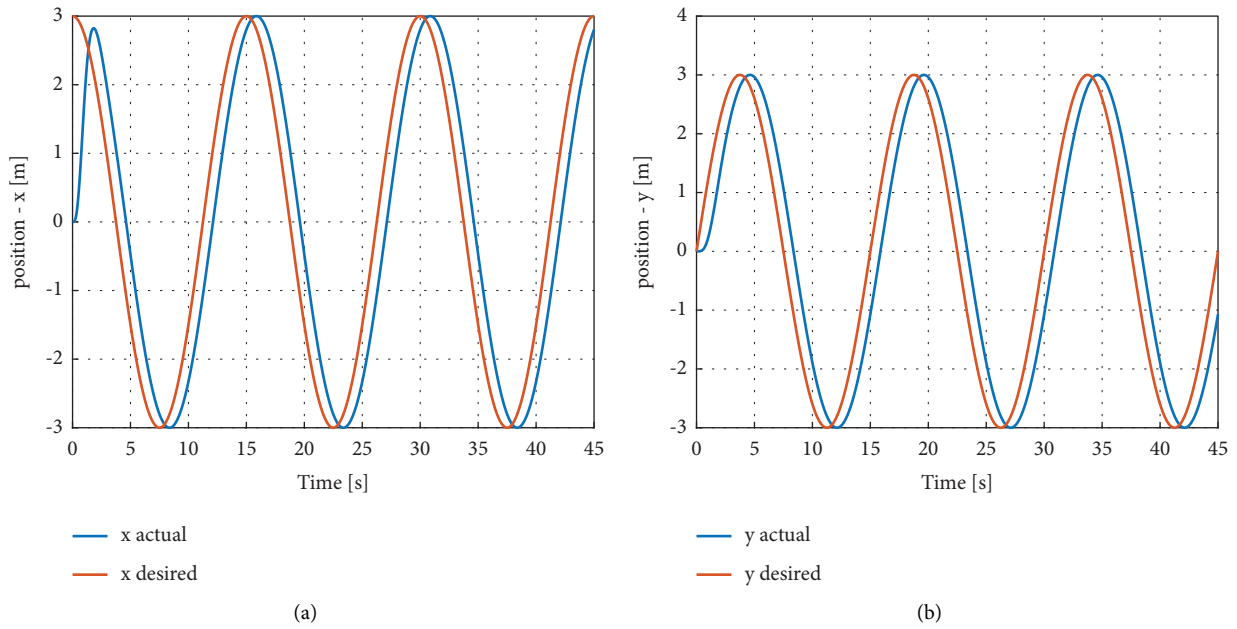 3
2
1
0
-1
-2
-3
position - x [m]
0 5 10 15 20 25 30 35 40 45
Time [s]
x actual
x desired
(a)
4
3
2
1
0
-1
-2
-3
position - y [m]
0 5 10 15 20 25 30 35 40 45
Time [s]
y actual
y desired
(b)